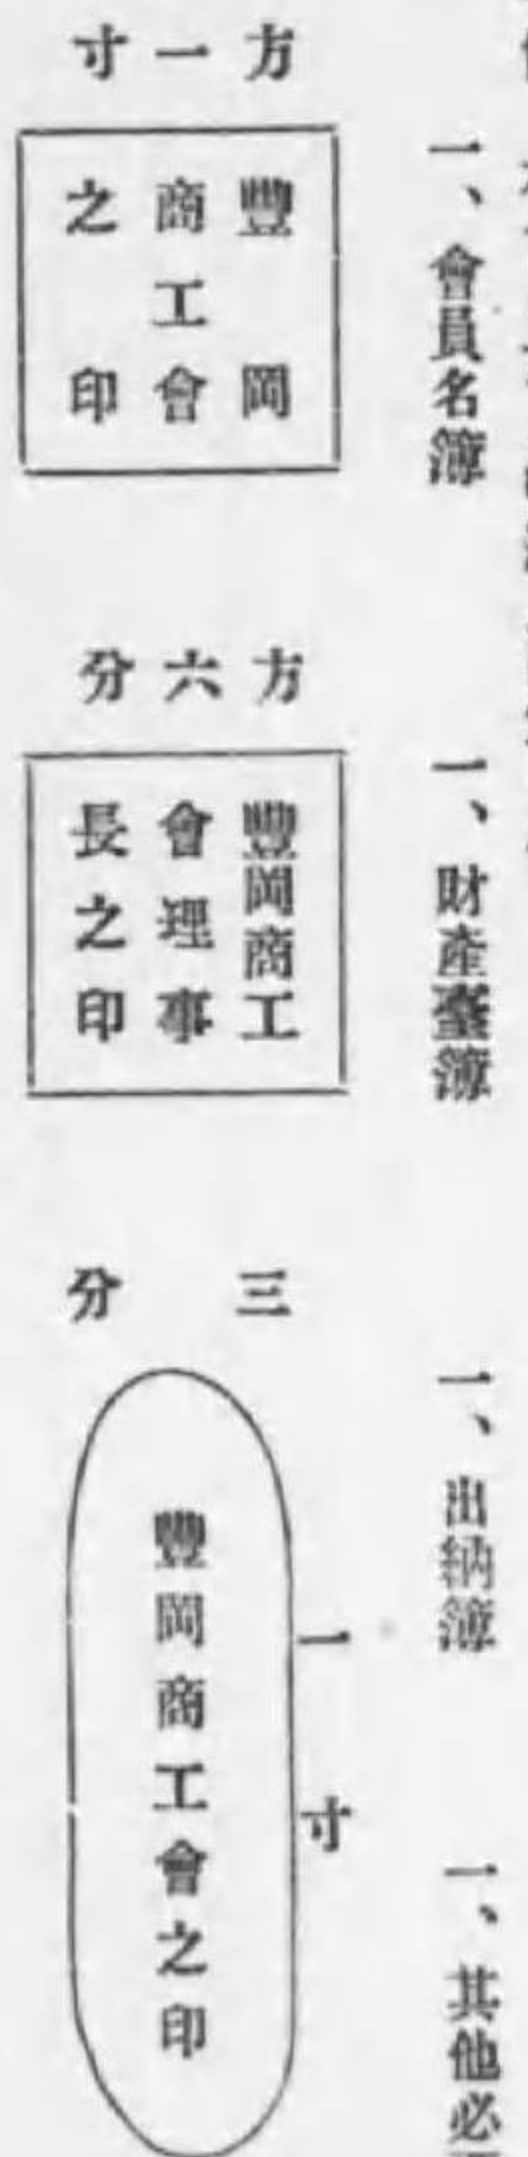 一、會員名簿
一、財產臺簿
一、出納簿
一、其他必
方一寸
豐岡
商工會
之印
方六分
豐岡商工
會理事
長之印
三分
一寸
豐岡商工會之印